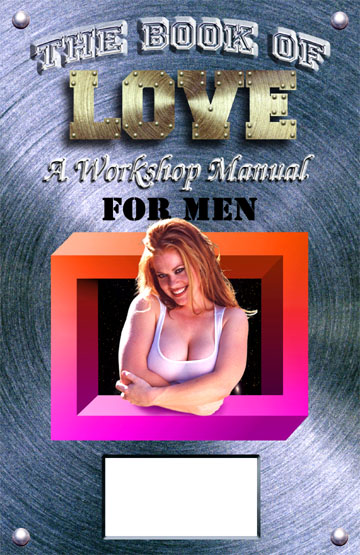 THE BOOK OF
LOVE
A Workshop Manual
FOR MEN